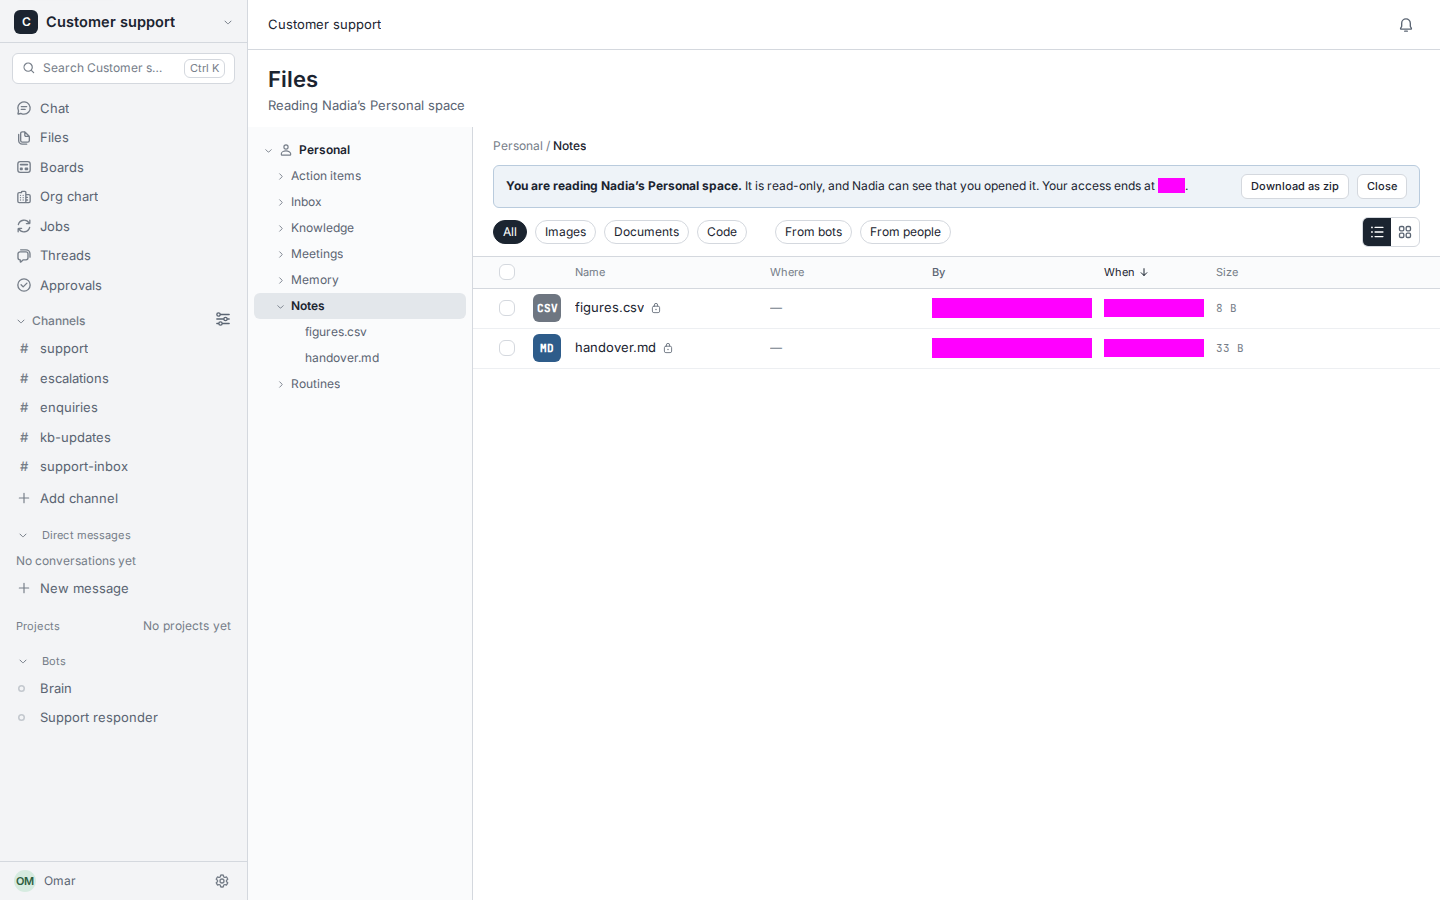 C Customer support
Search Customer s... Ctrl K
Chat
Files
Boards
Org chart
Jobs
Threads
Approvals
Channels
# support
# escalations
# enquiries
# kb-updates
# support-inbox
Add channel
Direct messages
No conversations yet
New message
Projects No projects yet
Bots
Brain
Support responder
OM Omar
Customer support
Files
Reading Nadia’s Personal space
Personal
Action items
Inbox
Knowledge
Meetings
Memory
Notes
figures.csv
handover.md
Routines
Personal / Notes
You are reading Nadia’s Personal space. It is read-only, and Nadia can see that you opened it. Your access ends at .
Download as zip Close
All Images Documents Code From bots From people
Name Where By When Size
CSV figures.csv — 8 B
MD handover.md — 33 B